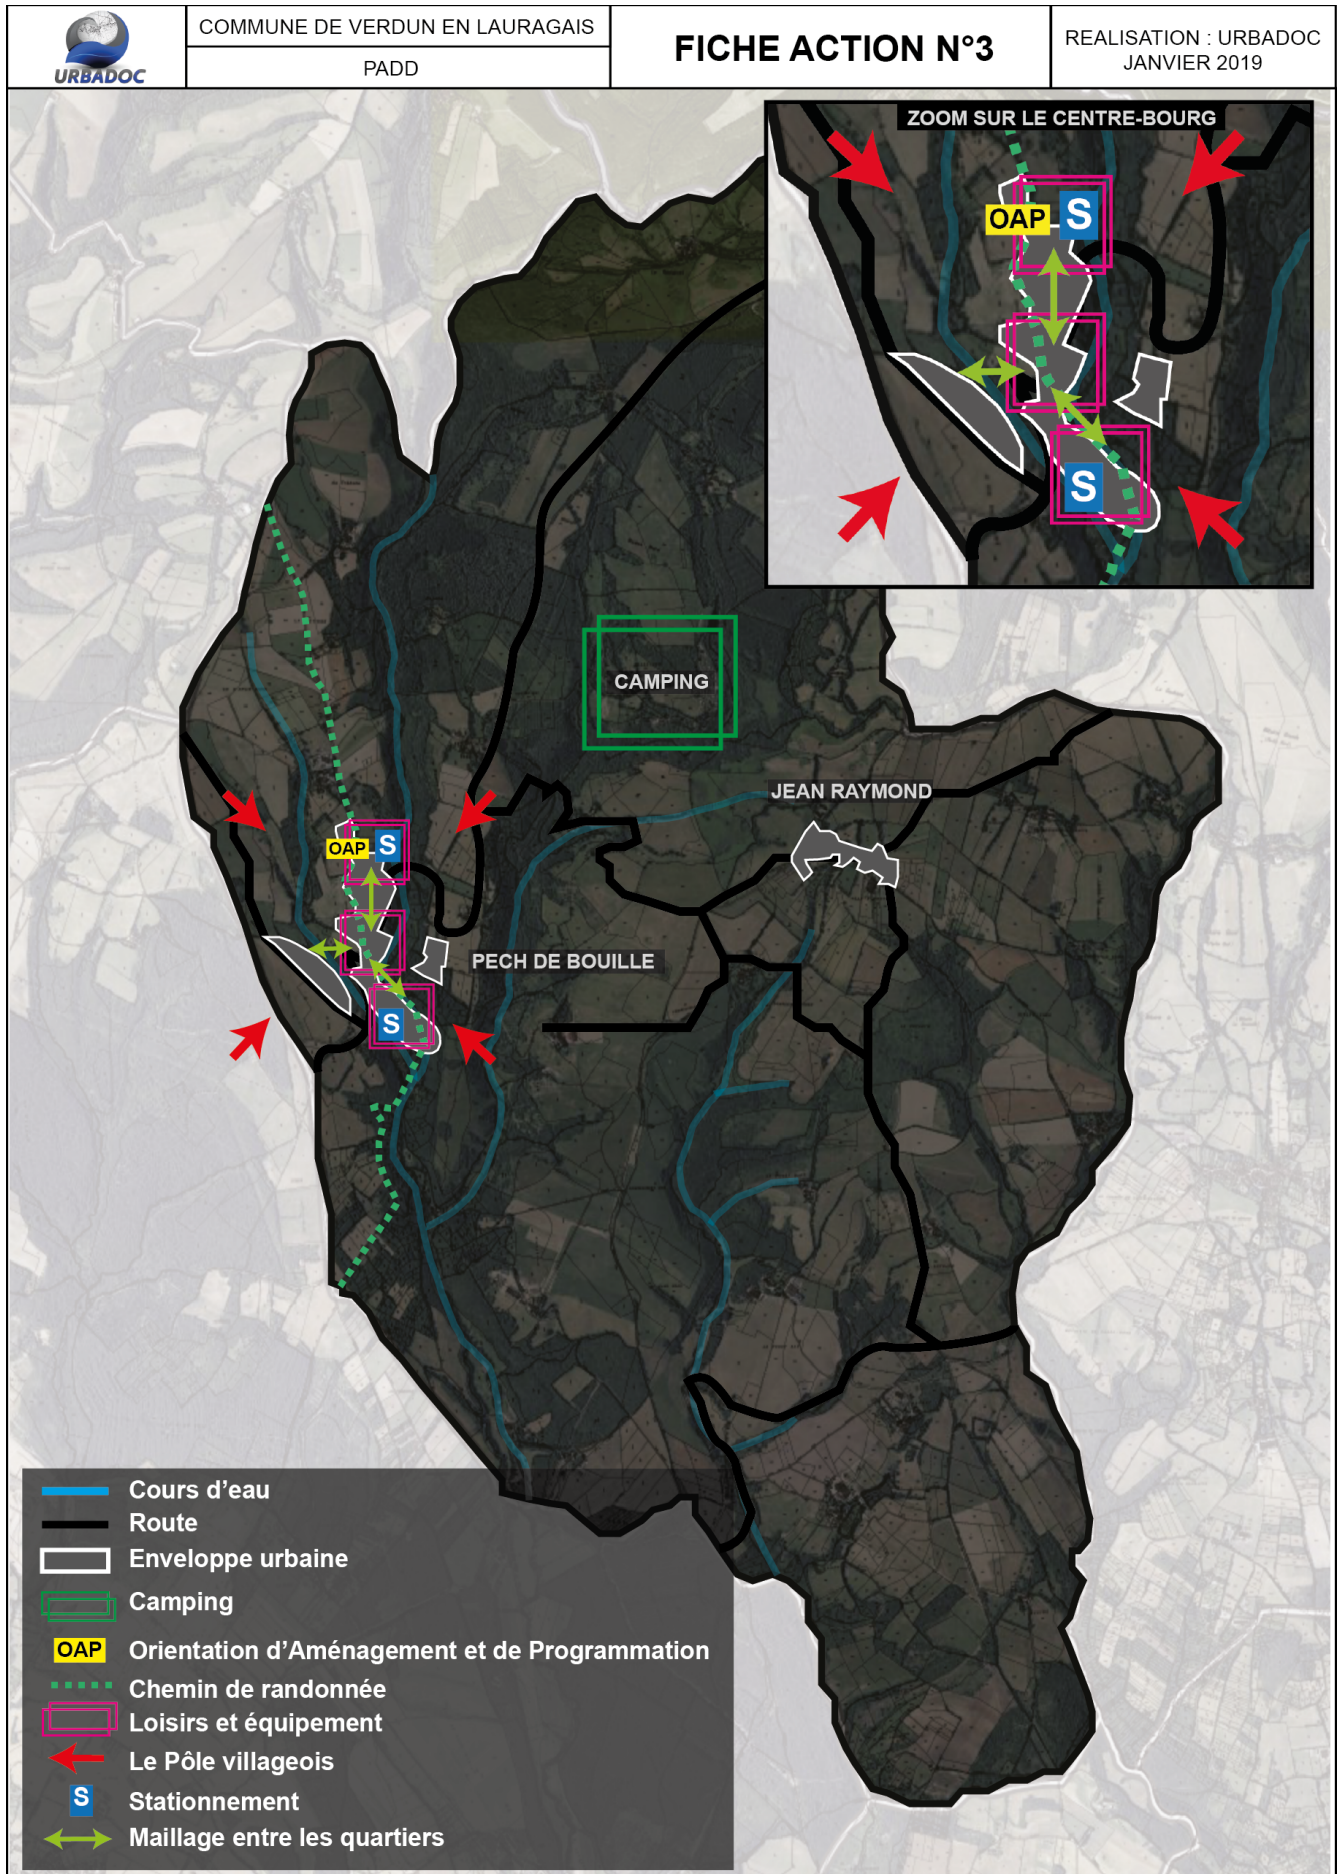 URBADOC
COMMUNE DE VERDUN EN LAURAGAIS
PADD
FICHE ACTION N°3
REALISATION : URBADOC
JANVIER 2019
ZOOM SUR LE CENTRE-BOURG
OAP
S
S
CAMPING
JEAN RAYMOND
OAP
S
PECH DE BOUILLE
S
Cours d’eau
Route
Enveloppe urbaine
Camping
OAP
Orientation d’Aménagement et de Programmation
Chemin de randonnée
Loisirs et équipement
Le Pôle villageois
S
Stationnement
Maillage entre les quartiers